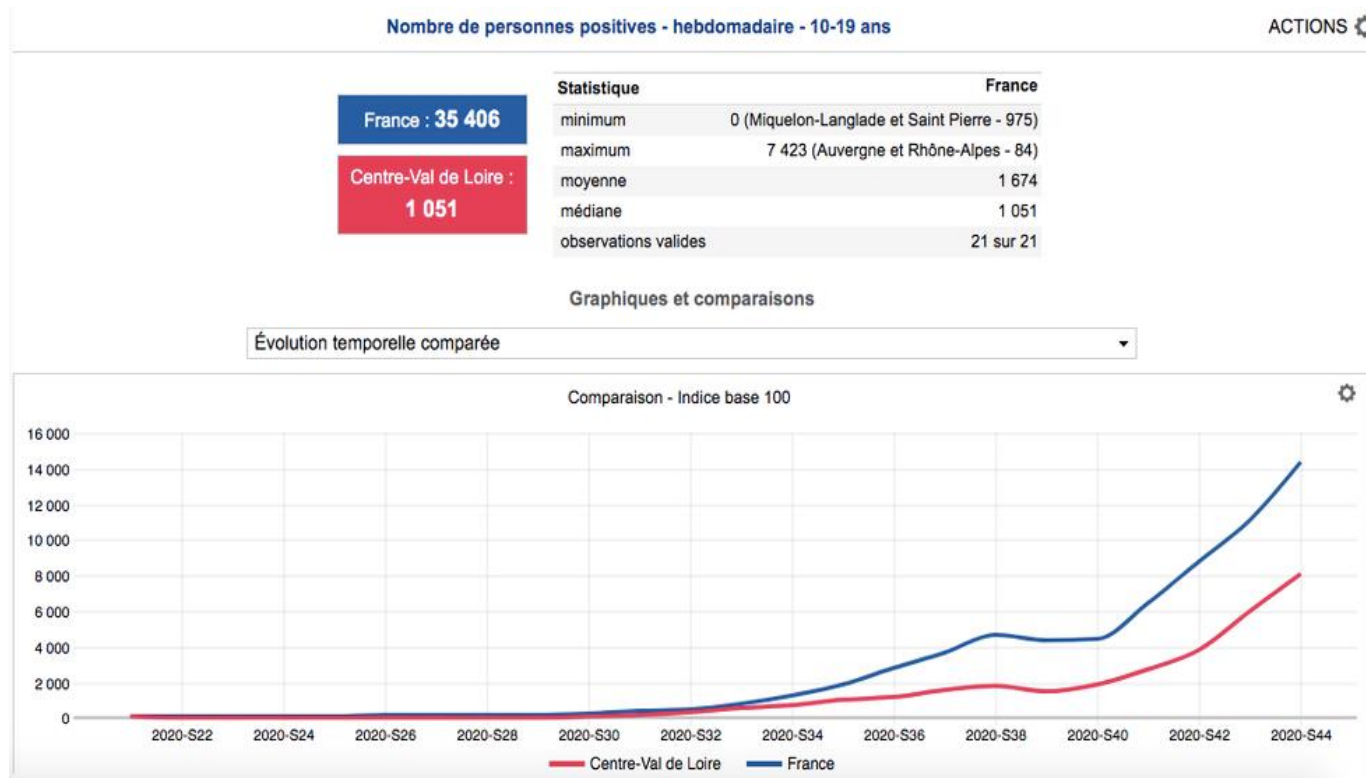 Nombre de personnes positives - hebdomadaire - 10-19 ans
ACTIONS
France : 35 406
Centre-Val de Loire :
1 051
Statistique France
minimum 0 (Miquelon-Langlade et Saint Pierre - 975)
maximum 7 423 (Auvergne et Rhône-Alpes - 84)
moyenne 1 674
médiane 1 051
observations valides 21 sur 21
Graphiques et comparaisons
Évolution temporelle comparée
Comparaison - Indice base 100
16 000
14 000
12 000
10 000
8 000
6 000
4 000
2 000
0
2020-S22 2020-S24 2020-S26 2020-S28 2020-S30 2020-S32 2020-S34 2020-S36 2020-S38 2020-S40 2020-S42 2020-S44
Centre-Val de Loire France